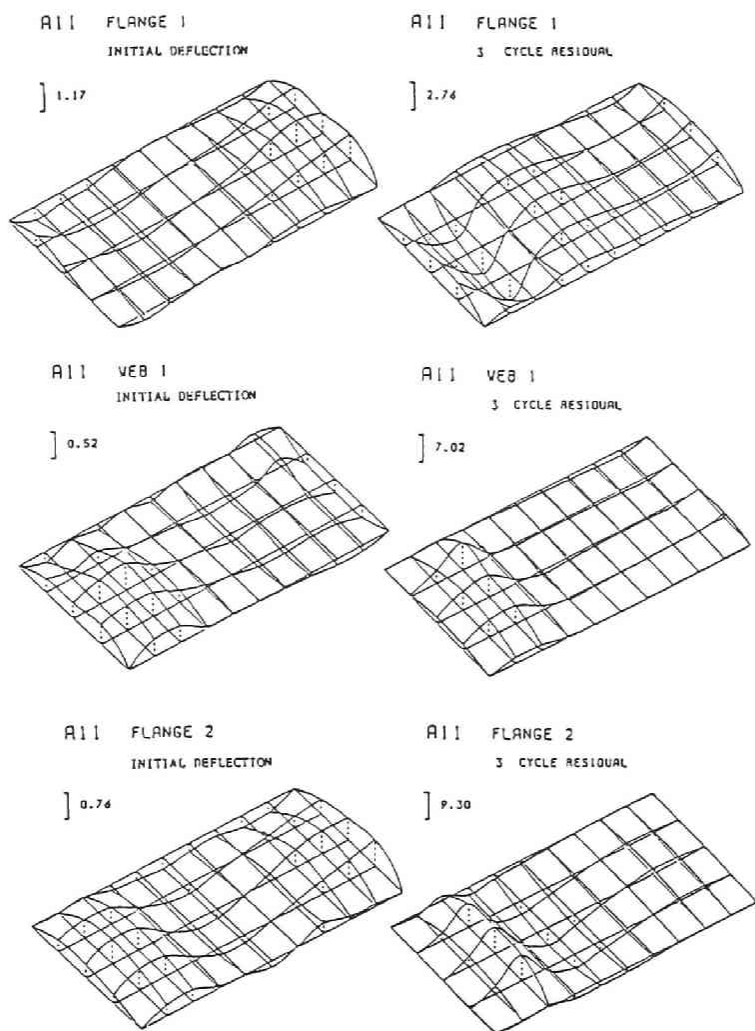 A11 FLANGE 1
INITIAL DEFLECTION
1.17
A11 FLANGE 1
3 CYCLE RESIDUAL
2.76
A11 WEB 1
INITIAL DEFLECTION
0.52
A11 WEB 1
3 CYCLE RESIDUAL
7.02
A11 FLANGE 2
INITIAL DEFLECTION
0.76
A11 FLANGE 2
3 CYCLE RESIDUAL
9.30